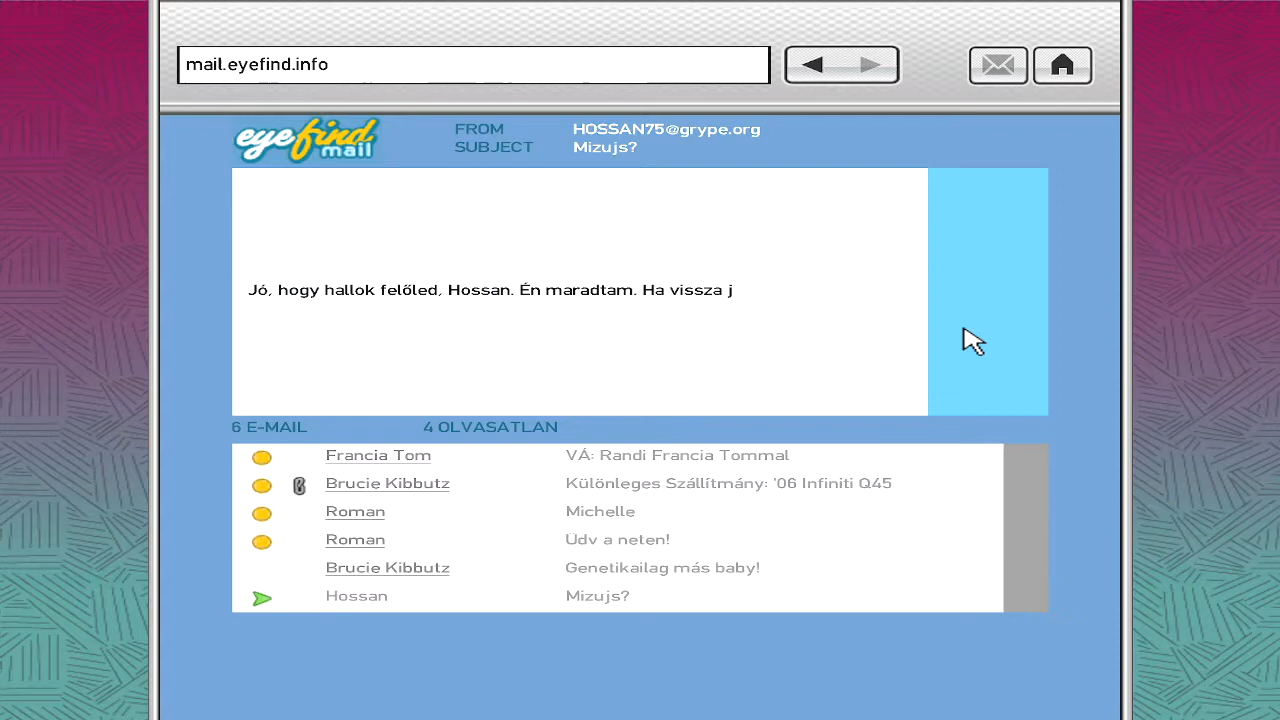 mail.eyefind.info
eyefind mail
FROM HOSSAN75@grype.org
SUBJECT Mizujs?
Jó, hogy hallok felőled, Hossan. Én maradtam. Ha vissza j
6 E-MAIL 4 OLVASATLAN
Francia Tom VÁ: Randi Francia Tommal
Brucie Kibbutz Különleges Szállítmány: '06 Infiniti Q45
Roman Michelle
Roman Üdv a neten!
Brucie Kibbutz Genetikailag más baby!
Hossan Mizujs?